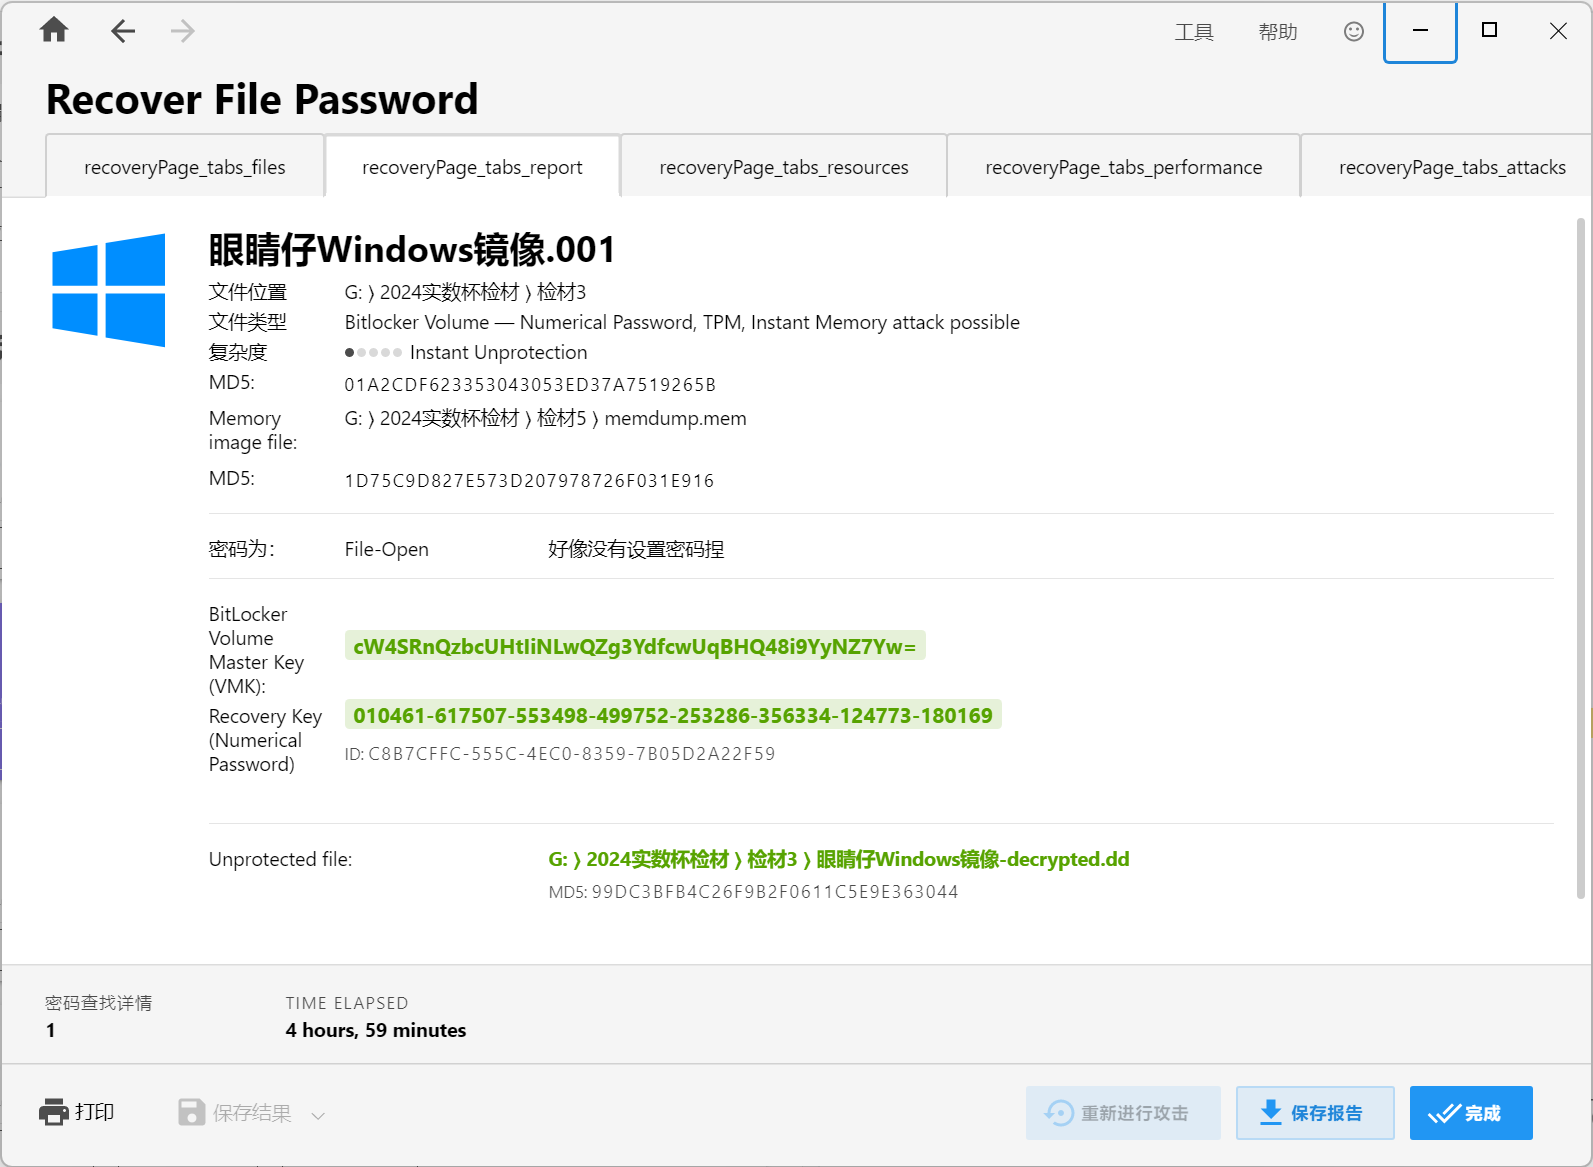 工具 帮助
Recover File Password
recoveryPage_tabs_files recoveryPage_tabs_report recoveryPage_tabs_resources recoveryPage_tabs_performance recoveryPage_tabs_attacks
眼睛仔Windows镜像.001
文件位置 G: ⟩ 2024实数杯检材 ⟩ 检材3
文件类型 Bitlocker Volume — Numerical Password, TPM, Instant Memory attack possible
复杂度 Instant Unprotection
MD5: 01A2CDF623353043053ED37A7519265B
Memory image file: G: ⟩ 2024实数杯检材 ⟩ 检材5 ⟩ memdump.mem
MD5: 1D75C9D827E573D207978726F031E916
密码为: File-Open 好像没有设置密码捏
BitLocker Volume Master Key (VMK): cW4SRnQzbcUHtIiNLwQZg3YdfcwUqBHQ48i9YyNZ7Yw=
Recovery Key (Numerical Password) 010461-617507-553498-499752-253286-356334-124773-180169
ID: C8B7CFFC-555C-4EC0-8359-7B05D2A22F59
Unprotected file: G: ⟩ 2024实数杯检材 ⟩ 检材3 ⟩ 眼睛仔Windows镜像-decrypted.dd
MD5: 99DC3BFB4C26F9B2F0611C5E9E363044
密码查找详情 TIME ELAPSED
1 4 hours, 59 minutes
打印 保存结果 重新进行攻击 保存报告 完成